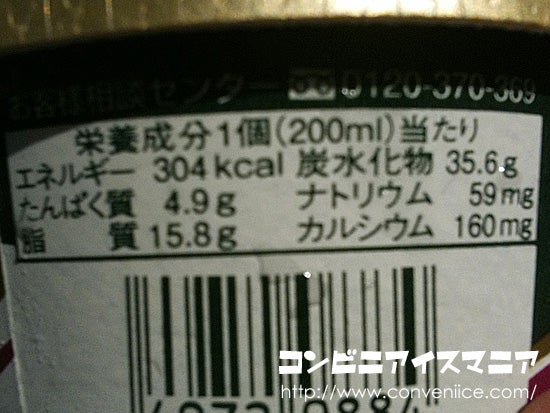 お客様相談センター 0120-370-369
栄養成分1個(200ml)当たり
エネルギー 304kcal 炭水化物 35.6g
たんぱく質 4.9g ナトリウム 59mg
脂質 15.8g カルシウム 160mg
コンビニアイスマニア
http://www.conveniice.com/